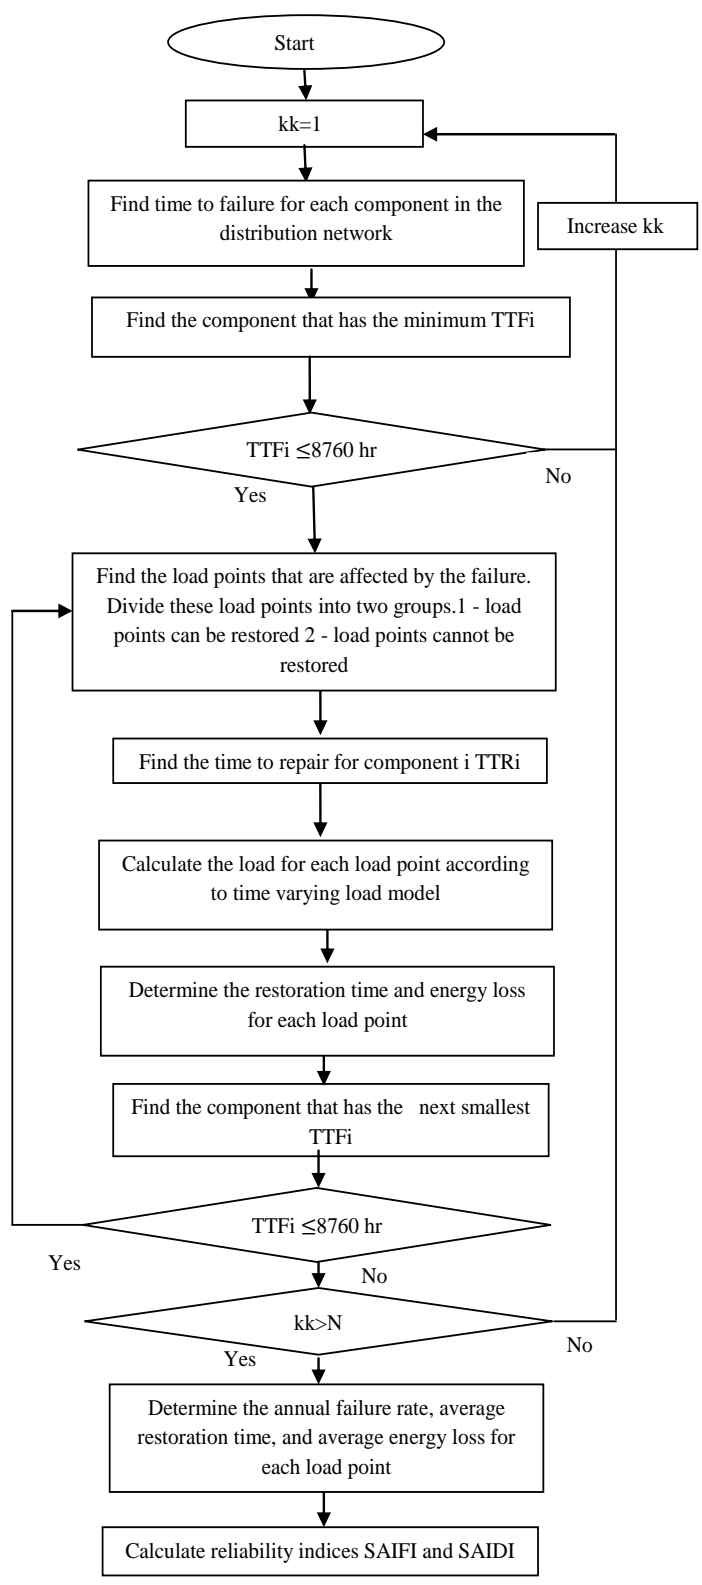 Start
kk=1
Find time to failure for each component in the
distribution network
Increase kk
Find the component that has the minimum TTFi
TTFi ≤8760 hr
No
Yes
Find the load points that are affected by the failure.
Divide these load points into two groups.1 - load
points can be restored 2 - load points cannot be
restored
Find the time to repair for component i TTRi
Calculate the load for each load point according
to time varying load model
Determine the restoration time and energy loss
for each load point
Find the component that has the next smallest
TTFi
TTFi ≤8760 hr
Yes
No
kk>N
No
Yes
Determine the annual failure rate, average
restoration time, and average energy loss for
each load point
Calculate reliability indices SAIFI and SAIDI